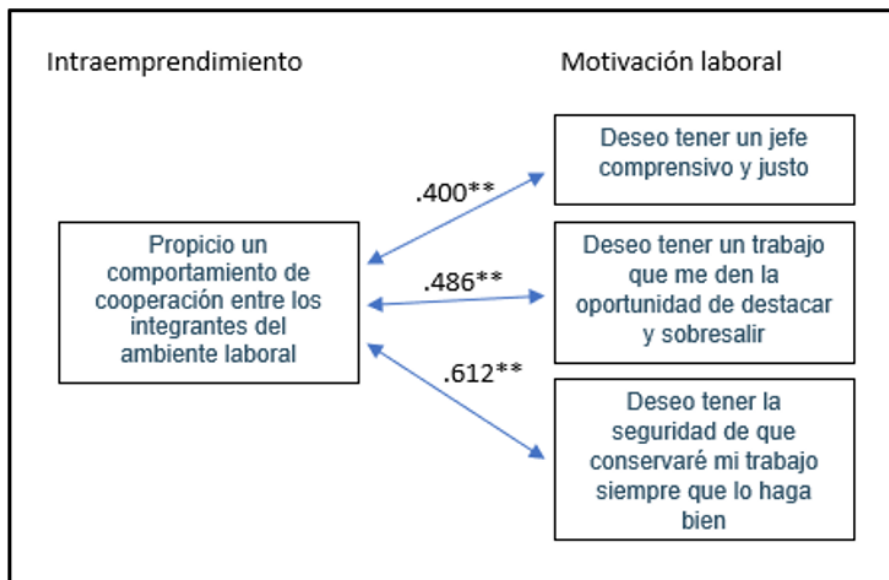 Intraemprendimiento
Motivación laboral
Deseo tener un jefe
comprensivo y justo
.400**
Propicio un
comportamiento de
cooperación entre los
integrantes del
ambiente laboral
.486**
Deseo tener un trabajo
que me den la
oportunidad de destacar
y sobresalir
.612**
Deseo tener la
seguridad de que
conservaré mi trabajo
siempre que lo haga
bien